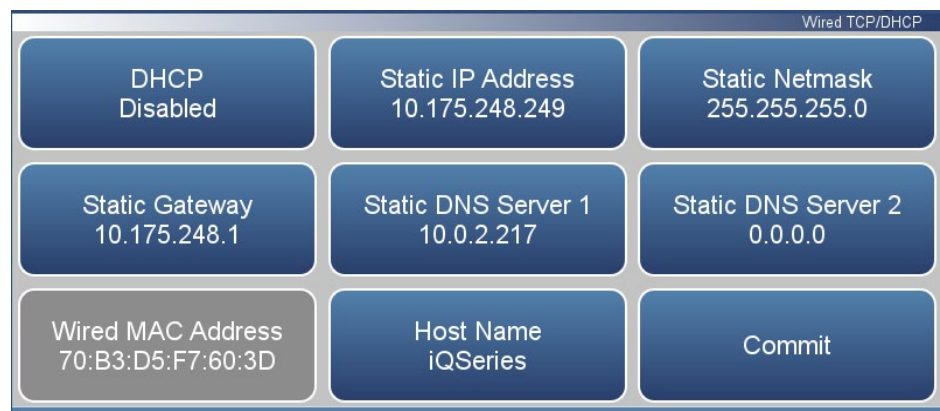 Wired TCP/DHCP
DHCP
Disabled
Static IP Address
10.175.248.249
Static Netmask
255.255.255.0
Static Gateway
10.175.248.1
Static DNS Server 1
10.0.2.217
Static DNS Server 2
0.0.0.0
Wired MAC Address
70:B3:D5:F7:60:3D
Host Name
iQSeries
Commit